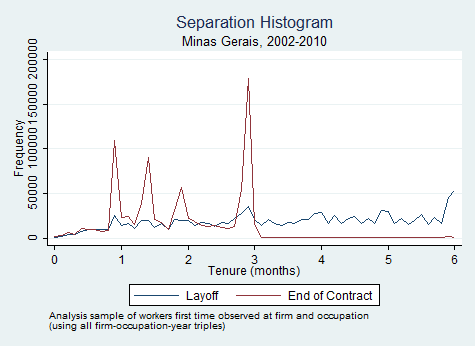 Separation Histogram
Minas Gerais, 2002-2010
Frequency
200000
150000
100000
50000
0
0 1 2 3 4 5 6
Tenure (months)
Layoff End of Contract
Analysis sample of workers first time observed at firm and occupation
(using all firm-occupation-year triples)